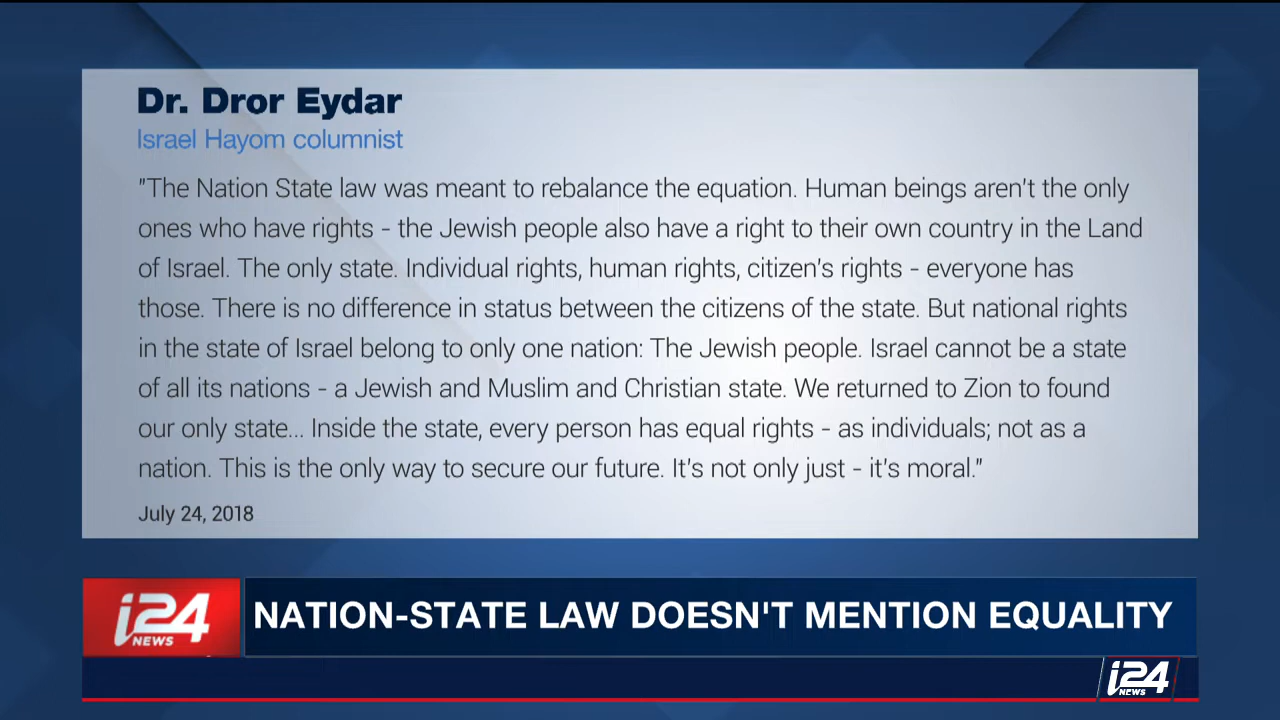 Dr. Dror Eydar
Israel Hayom columnist
"The Nation State law was meant to rebalance the equation. Human beings aren't the only
ones who have rights - the Jewish people also have a right to their own country in the Land
of Israel. The only state. Individual rights, human rights, citizen's rights - everyone has
those. There is no difference in status between the citizens of the state. But national rights
in the state of Israel belong to only one nation: The Jewish people. Israel cannot be a state
of all its nations - a Jewish and Muslim and Christian state. We returned to Zion to found
our only state... Inside the state, every person has equal rights - as individuals; not as a
nation. This is the only way to secure our future. It's not only just - it's moral."
July 24, 2018
i24
NEWS
NATION-STATE LAW DOESN'T MENTION EQUALITY
i24
NEWS